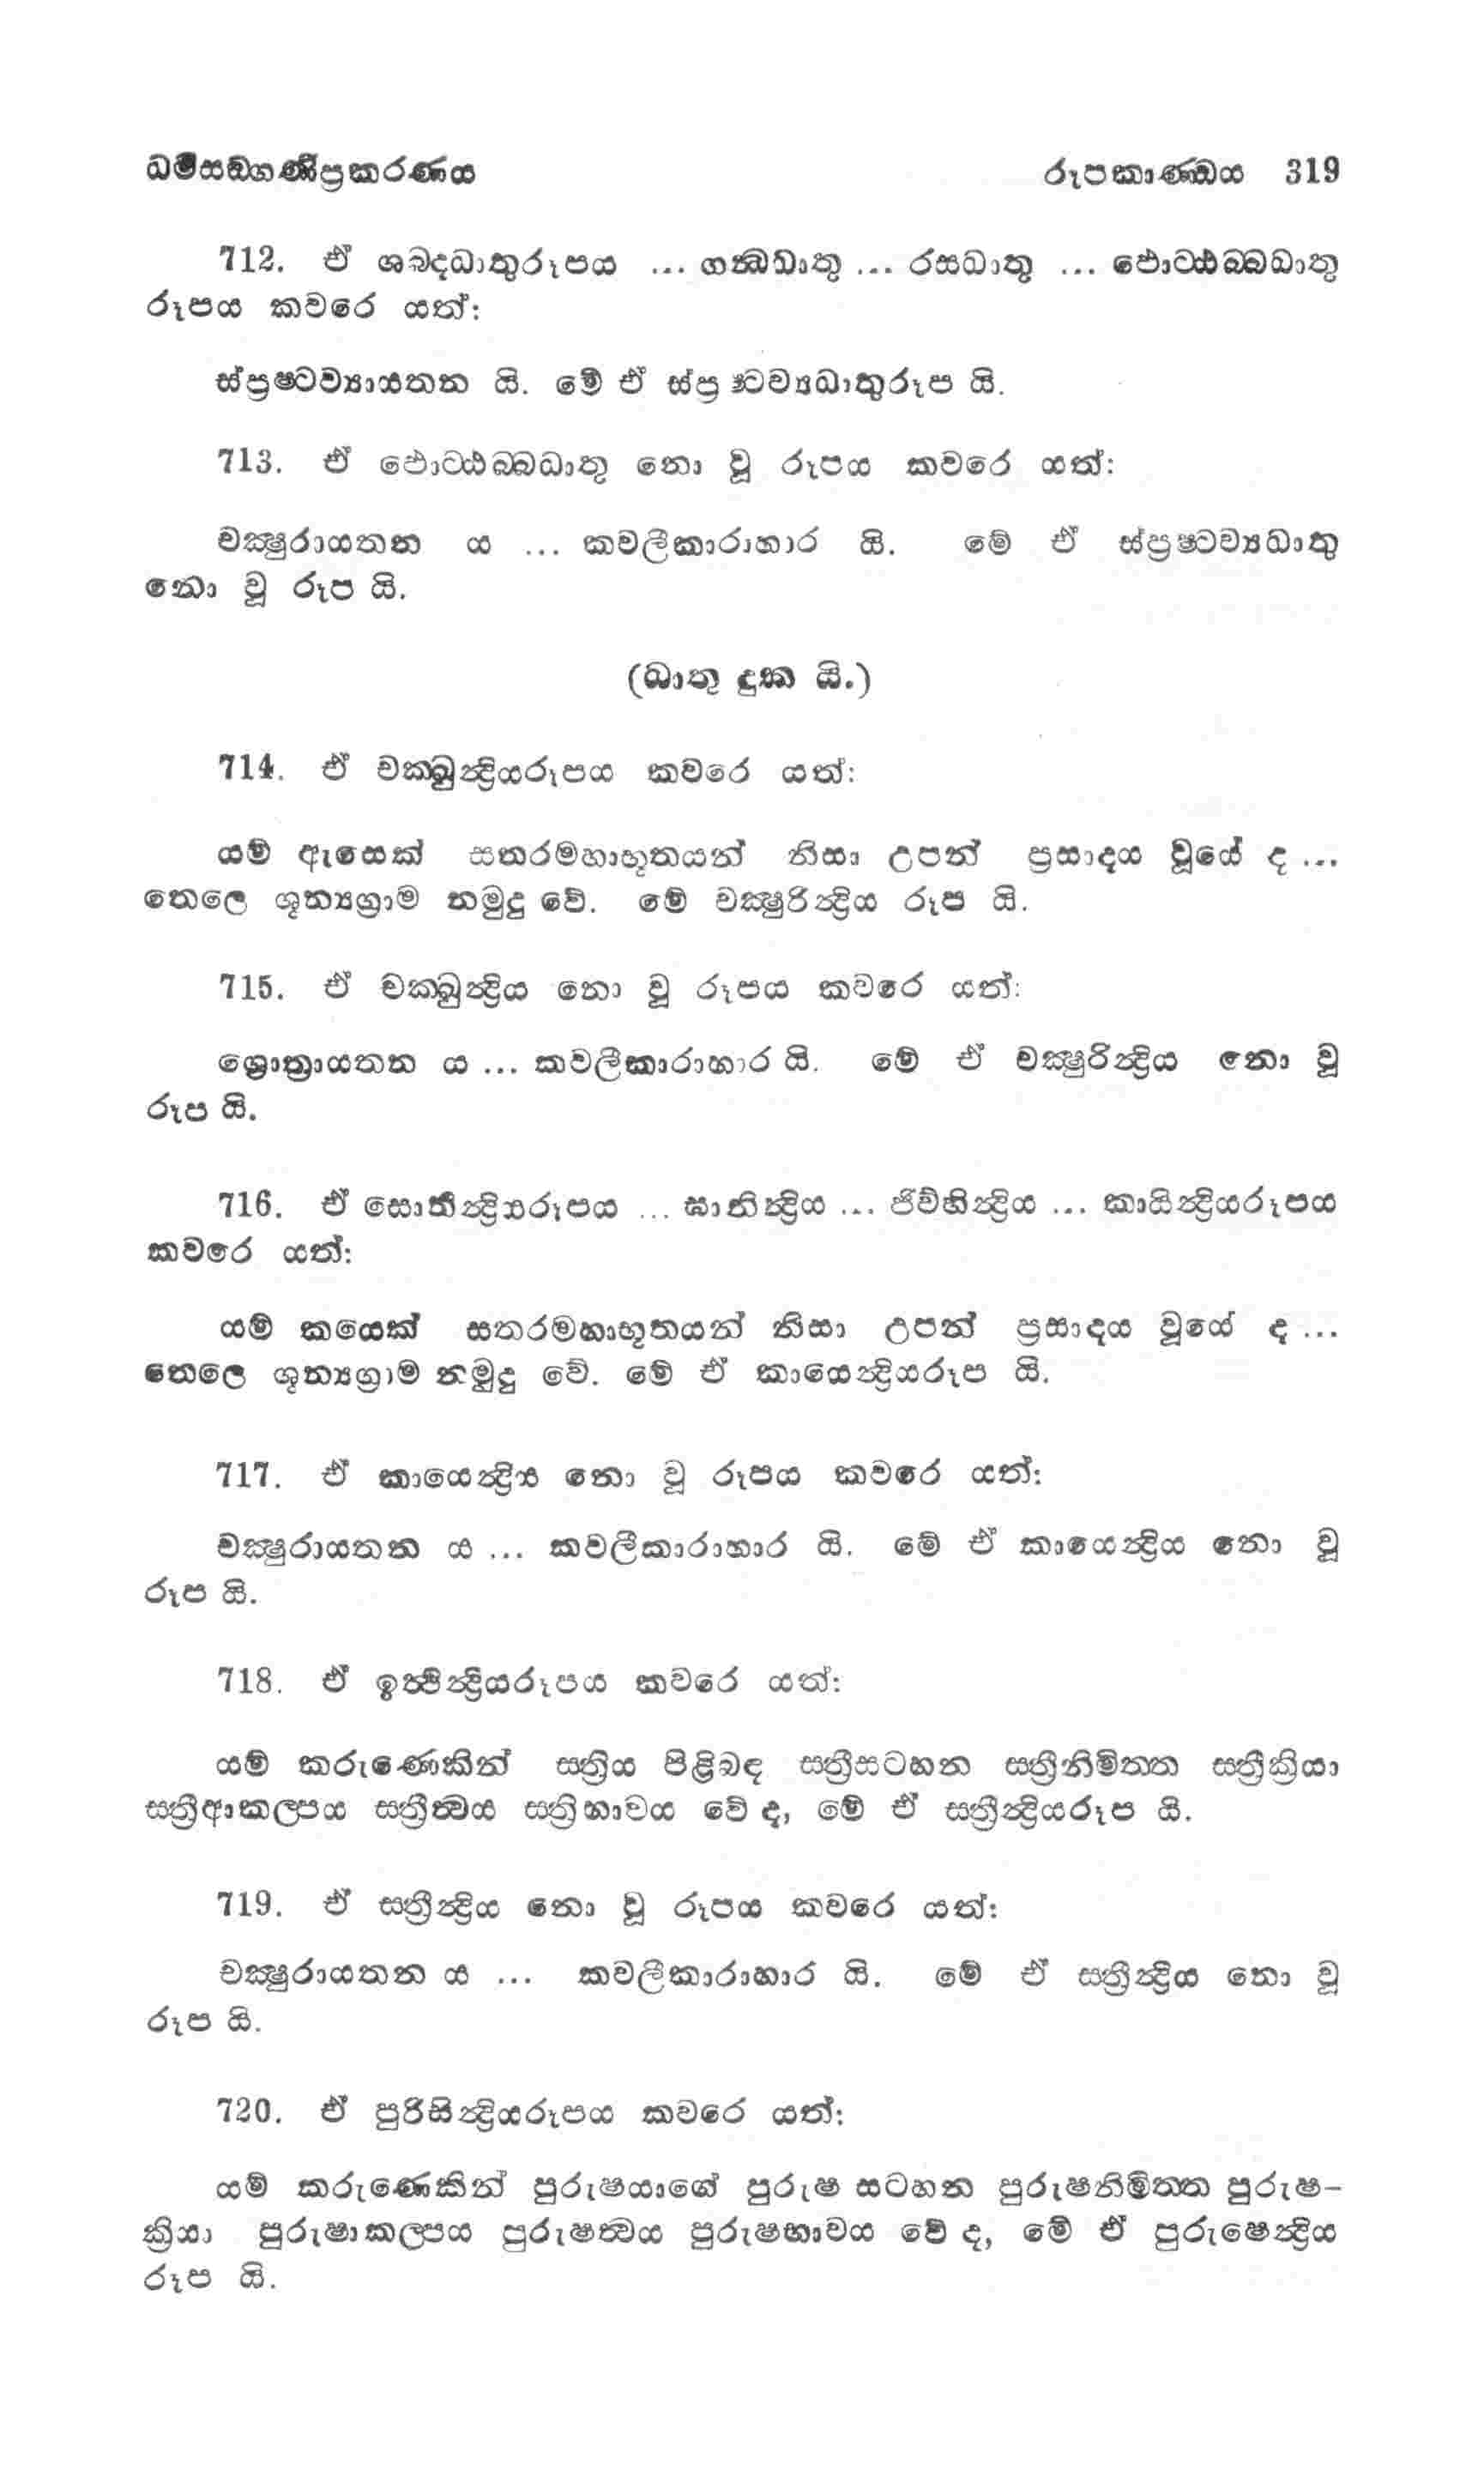 ධර්මසඞ්ගණීප්‍රකරණය රූපකාණ්ඩය 319
712. ඒ ශබ්දධාතුරූපය ... ගන්ධධාතු ... රසධාතු ... ඵොට්ඨබ්බධාතු
රූපය කවරේ යත්:
ස්ප්‍රෂ්ටව්‍යායතන යි. මේ ඒ ස්ප්‍රෂ්ටව්‍යධාතුරූප යි.
713. ඒ ඵොට්ඨබ්බධාතු නො වූ රූපය කවරේ යත්:
චක්ෂුරායතන ය ... කවලීකාරාහාර යි. මේ ඒ ස්ප්‍රෂ්ටව්‍යධාතු
නො වූ රූප යි.
(ධාතු දුක යි.)
714. ඒ චක්ඛුන්ද්‍රියරූපය කවරේ යත්:
යම් ඇසෙක් සතරමහාභූතයන් නිසා උපන් ප්‍රසාදය වූයේ ද ...
තෙලෙ ශූන්‍යග්‍රාම නමුදු වේ. මේ චක්ෂුරින්ද්‍රිය රූප යි.
715. ඒ චක්ඛුන්ද්‍රිය නො වූ රූපය කවරේ යත්:
ශ්‍රොත්‍රායතන ය ... කවලීකාරාහාර යි. මේ ඒ චක්ෂුරින්ද්‍රිය නො වූ
රූප යි.
716. ඒ සොතින්ද්‍රියරූපය ... ඝානින්ද්‍රිය ... ජිව්හින්ද්‍රිය ... කායින්ද්‍රියරූපය
කවරේ යත්:
යම් කයෙක් සතරමහාභූතයන් නිසා උපන් ප්‍රසාදය වූයේ ද ...
තෙලෙ ශූන්‍යග්‍රාම නමුදු වේ. මේ ඒ කායෙන්ද්‍රියරූප යි.
717. ඒ කායෙන්ද්‍රිය නො වූ රූපය කවරේ යත්:
චක්ෂුරායතන ය ... කවලීකාරාහාර යි. මේ ඒ කායෙන්ද්‍රිය නො වූ
රූප යි.
718. ඒ ඉත්ථින්ද්‍රියරූපය කවරේ යත්:
යම් කරුණෙකින් ස්ත්‍රිය පිළිබඳ ස්ත්‍රීසටහන ස්ත්‍රීනිමිත්ත ස්ත්‍රීක්‍රියා
ස්ත්‍රීආකල්පය ස්ත්‍රීත්වය ස්ත්‍රිභාවය වේ ද, මේ ඒ ස්ත්‍රීන්ද්‍රියරූප යි.
719. ඒ ස්ත්‍රීන්ද්‍රිය නො වූ රූපය කවරේ යත්:
චක්ෂුරායතන ය ... කවලීකාරාහාර යි. මේ ඒ ස්ත්‍රීන්ද්‍රිය නො වූ
රූප යි.
720. ඒ පුරිසින්ද්‍රියරූපය කවරේ යත්:
යම් කරුණෙකින් පුරුෂයාගේ පුරුෂ සටහන පුරුෂනිමිත්ත පුරුෂ-
ක්‍රියා පුරුෂාකල්පය පුරුෂත්වය පුරුෂභාවය වේ ද, මේ ඒ පුරුෂෙන්ද්‍රිය
රූප යි.